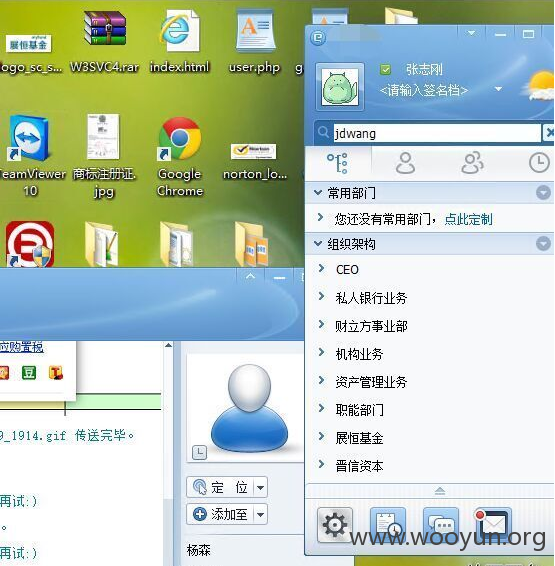 展恒基金
logo_sc_s...
W3SVC4.rar
index.html
user.php
TeamViewer
10
商标注册证.
jpg
Google
Chrome
norton_lo...
张志刚
<请输入签名档>
jdwang
常用部门
您还没有常用部门，点此定制
组织架构
CEO
私人银行业务
财立方事业部
机构业务
资产管理业务
职能部门
展恒基金
晋信资本
应购置税
豆
9_1914.gif 传送完毕。
再试:)
。
再试:)
定 位
添加至
杨森
www.wooyun.org